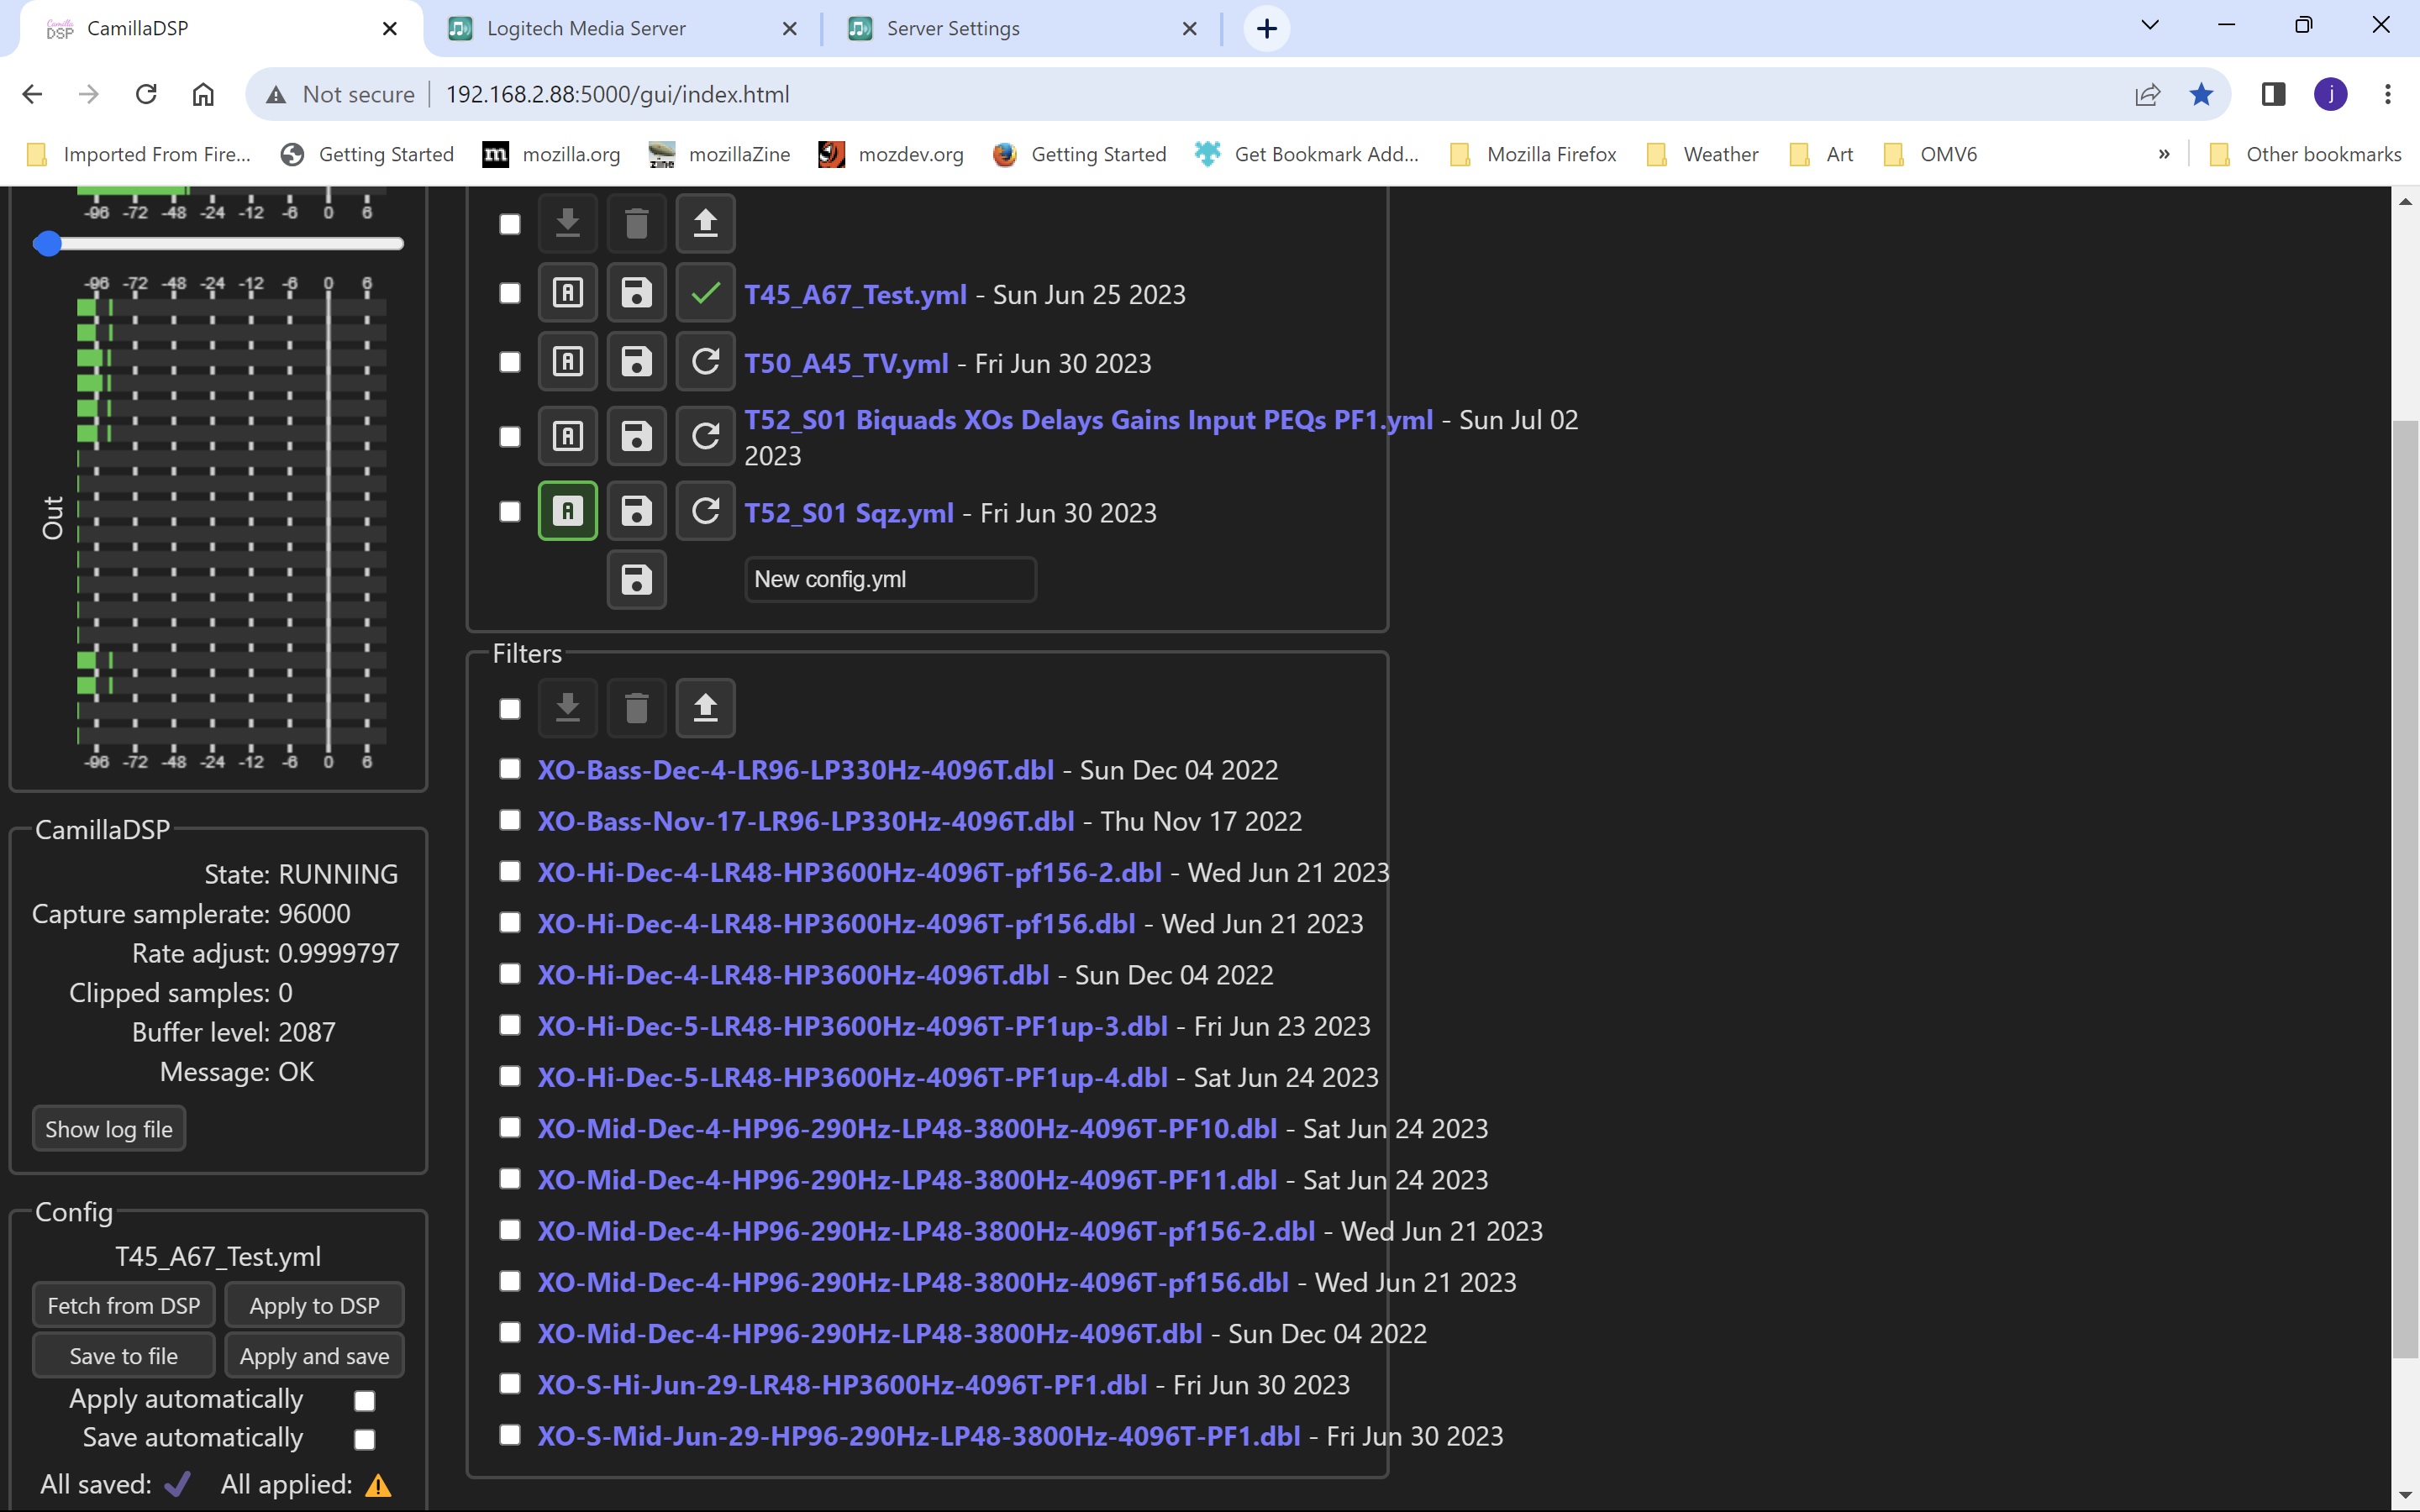 CamillaDSP
Logitech Media Server
Server Settings
Not secure
192.168.2.88:5000/gui/index.html
j
Imported From Fire...
Getting Started
mozilla.org
mozillaZine
mozdev.org
Getting Started
Get Bookmark Add...
Mozilla Firefox
Weather
Art
OMV6
»
Other bookmarks
-96 -72 -48 -24 -12 -6 0 6
-96 -72 -48 -24 -12 -6 0 6
Out
-96 -72 -48 -24 -12 -6 0 6
CamillaDSP
State: RUNNING
Capture samplerate: 96000
Rate adjust: 0.9999797
Clipped samples: 0
Buffer level: 2087
Message: OK
Show log file
Config
T45_A67_Test.yml
Fetch from DSP
Apply to DSP
Save to file
Apply and save
Apply automatically
Save automatically
All saved:
All applied:
T45_A67_Test.yml - Sun Jun 25 2023
T50_A45_TV.yml - Fri Jun 30 2023
T52_S01 Biquads XOs Delays Gains Input PEQs PF1.yml - Sun Jul 02
2023
T52_S01 Sqz.yml - Fri Jun 30 2023
New config.yml
Filters
XO-Bass-Dec-4-LR96-LP330Hz-4096T.dbl - Sun Dec 04 2022
XO-Bass-Nov-17-LR96-LP330Hz-4096T.dbl - Thu Nov 17 2022
XO-Hi-Dec-4-LR48-HP3600Hz-4096T-pf156-2.dbl - Wed Jun 21 2023
XO-Hi-Dec-4-LR48-HP3600Hz-4096T-pf156.dbl - Wed Jun 21 2023
XO-Hi-Dec-4-LR48-HP3600Hz-4096T.dbl - Sun Dec 04 2022
XO-Hi-Dec-5-LR48-HP3600Hz-4096T-PF1up-3.dbl - Fri Jun 23 2023
XO-Hi-Dec-5-LR48-HP3600Hz-4096T-PF1up-4.dbl - Sat Jun 24 2023
XO-Mid-Dec-4-HP96-290Hz-LP48-3800Hz-4096T-PF10.dbl - Sat Jun 24 2023
XO-Mid-Dec-4-HP96-290Hz-LP48-3800Hz-4096T-PF11.dbl - Sat Jun 24 2023
XO-Mid-Dec-4-HP96-290Hz-LP48-3800Hz-4096T-pf156-2.dbl - Wed Jun 21 2023
XO-Mid-Dec-4-HP96-290Hz-LP48-3800Hz-4096T-pf156.dbl - Wed Jun 21 2023
XO-Mid-Dec-4-HP96-290Hz-LP48-3800Hz-4096T.dbl - Sun Dec 04 2022
XO-S-Hi-Jun-29-LR48-HP3600Hz-4096T-PF1.dbl - Fri Jun 30 2023
XO-S-Mid-Jun-29-HP96-290Hz-LP48-3800Hz-4096T-PF1.dbl - Fri Jun 30 2023